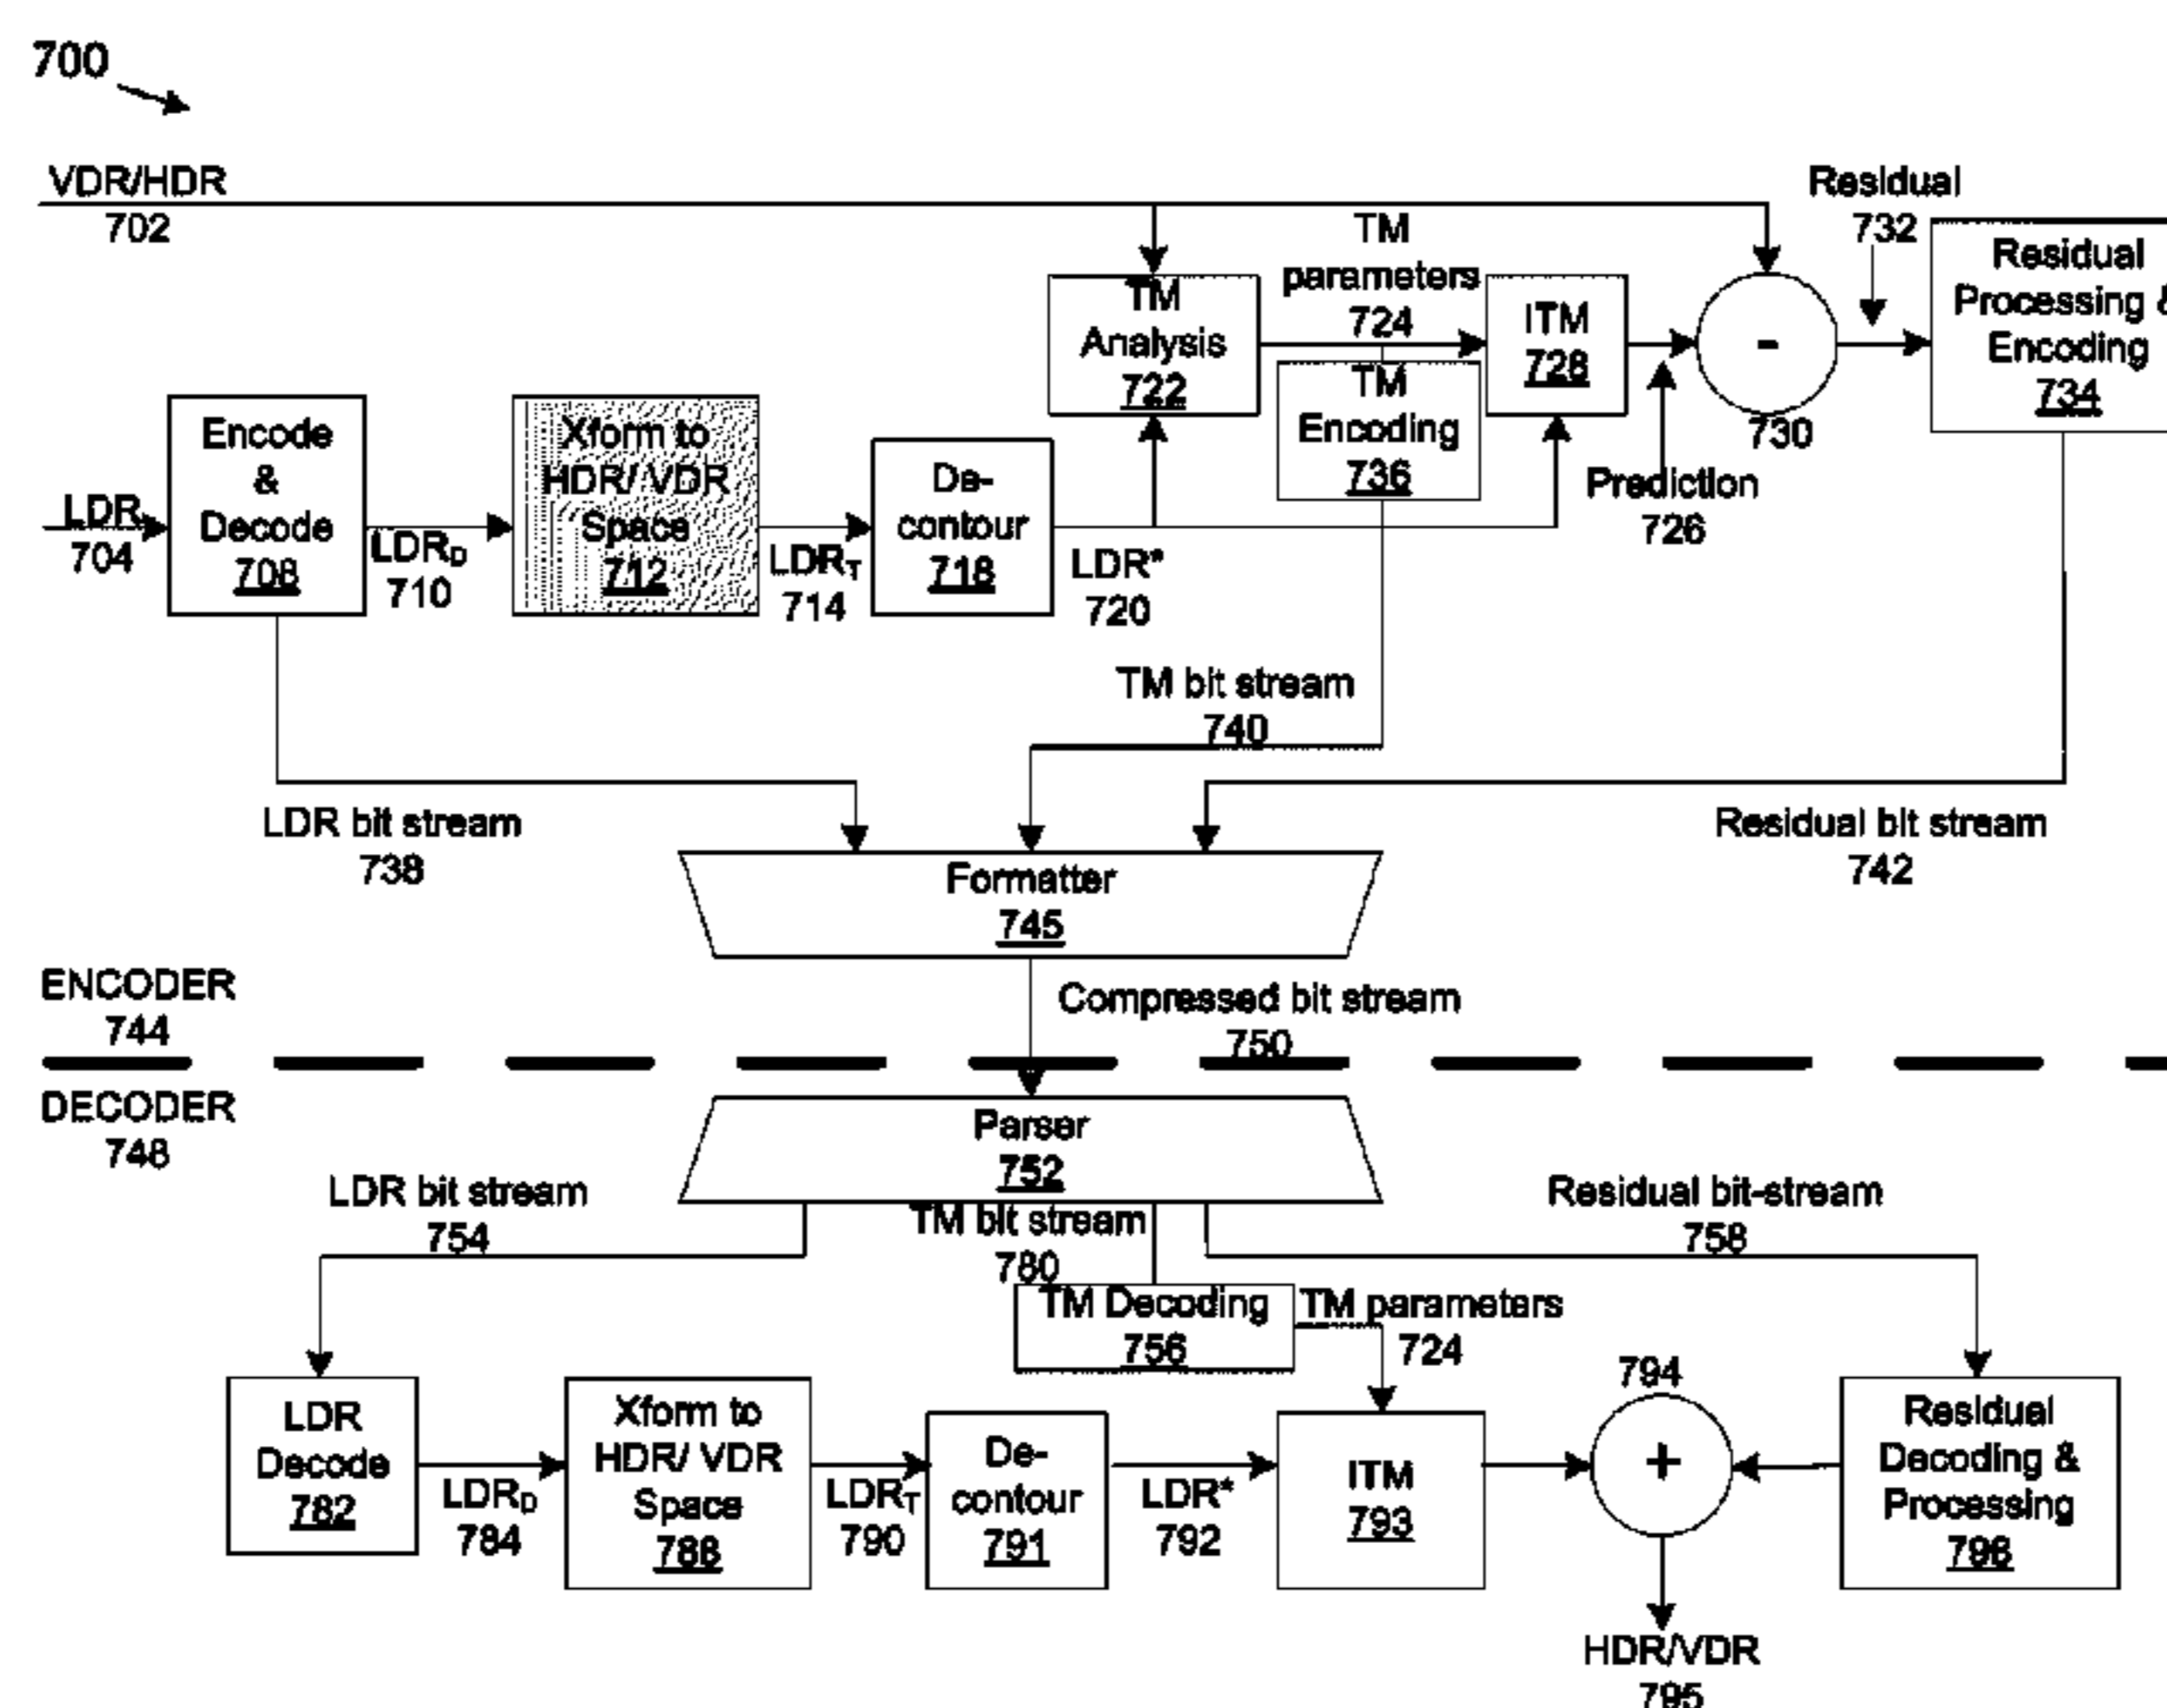 700
VDR/HDR
702
Residual
732
TM
parameters
724
Residual
Processing &
Encoding
734
TM
Analysis
722
ITM
728
-
730
TM
Encoding
736
Prediction
726
LDR
704
Encode
&
Decode
708
LDRD
710
Xform to
HDR/ VDR
Space
712
LDRT
714
De-
contour
718
LDR*
720
TM bit stream
740
LDR bit stream
738
Residual bit stream
742
Formatter
745
ENCODER
744
Compressed bit stream
750
DECODER
748
Parser
752
LDR bit stream
754
TM bit stream
780
Residual bit-stream
758
TM Decoding
756
TM parameters
724
LDR
Decode
782
LDRD
784
Xform to
HDR/ VDR
Space
788
LDRT
790
De-
contour
791
LDR*
792
ITM
793
794
+
Residual
Decoding &
Processing
798
HDR/VDR
795